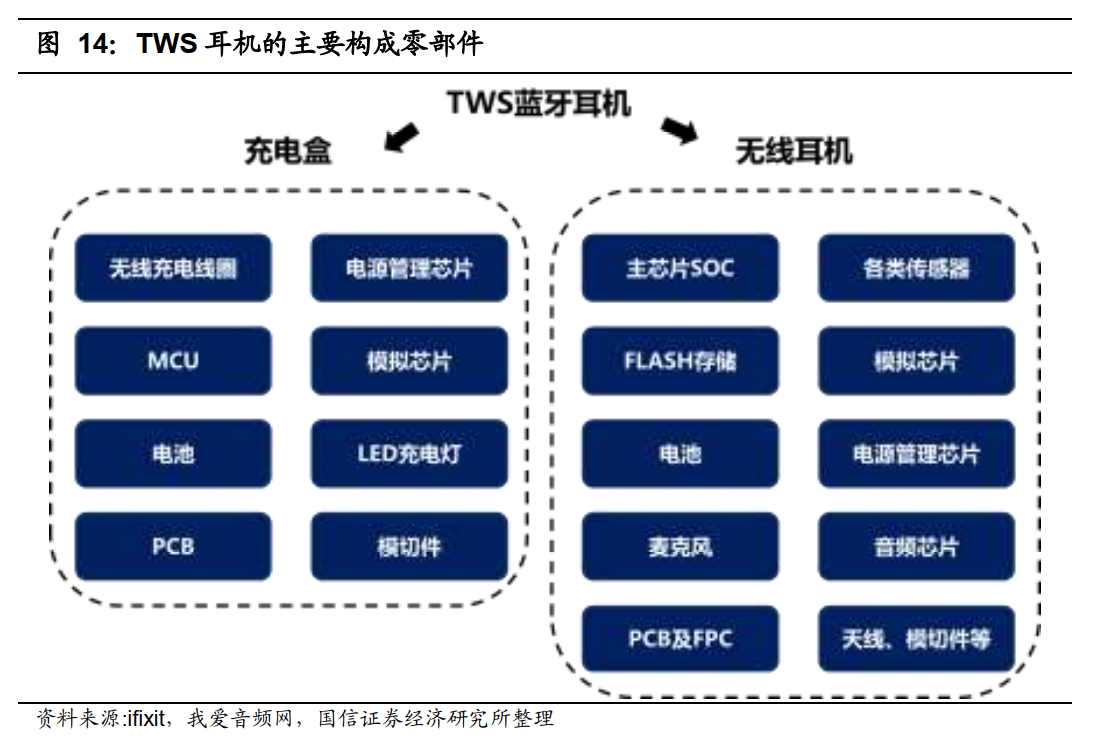 图 14：TWS 耳机的主要构成零部件
TWS蓝牙耳机
充电盒
无线耳机
无线充电线圈
电源管理芯片
MCU
模拟芯片
电池
LED充电灯
PCB
模切件
主芯片SOC
各类传感器
FLASH存储
模拟芯片
电池
电源管理芯片
麦克风
音频芯片
PCB及FPC
天线、模切件等
资料来源:ifixit，我爱音频网，国信证券经济研究所整理